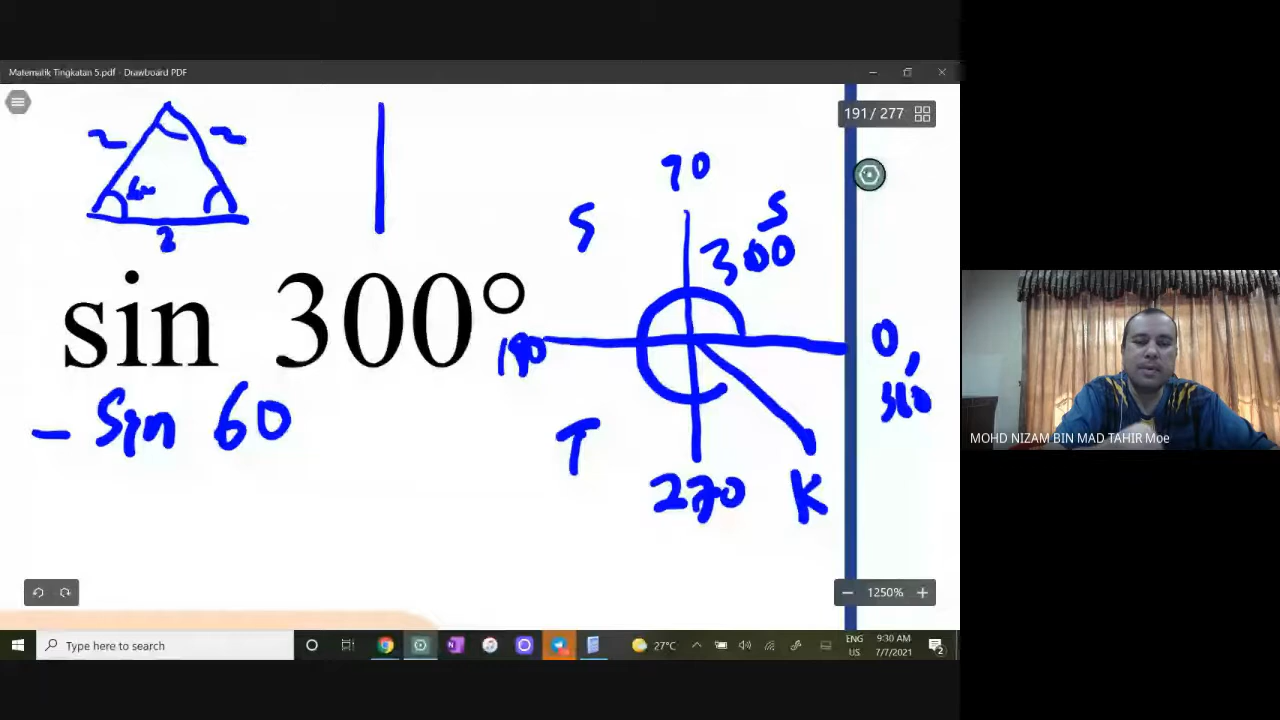 Matematik Tingkatan 5.pdf - Drawboard PDF
191 / 277
2
2
60
2
sin 300°
- Sin 60
90
S
S
300
180
0,
360
T
270
K
MOHD NIZAM BIN MAD TAHIR Moe
1250%
Type here to search
27°C
ENG
US
9:30 AM
7/7/2021
2